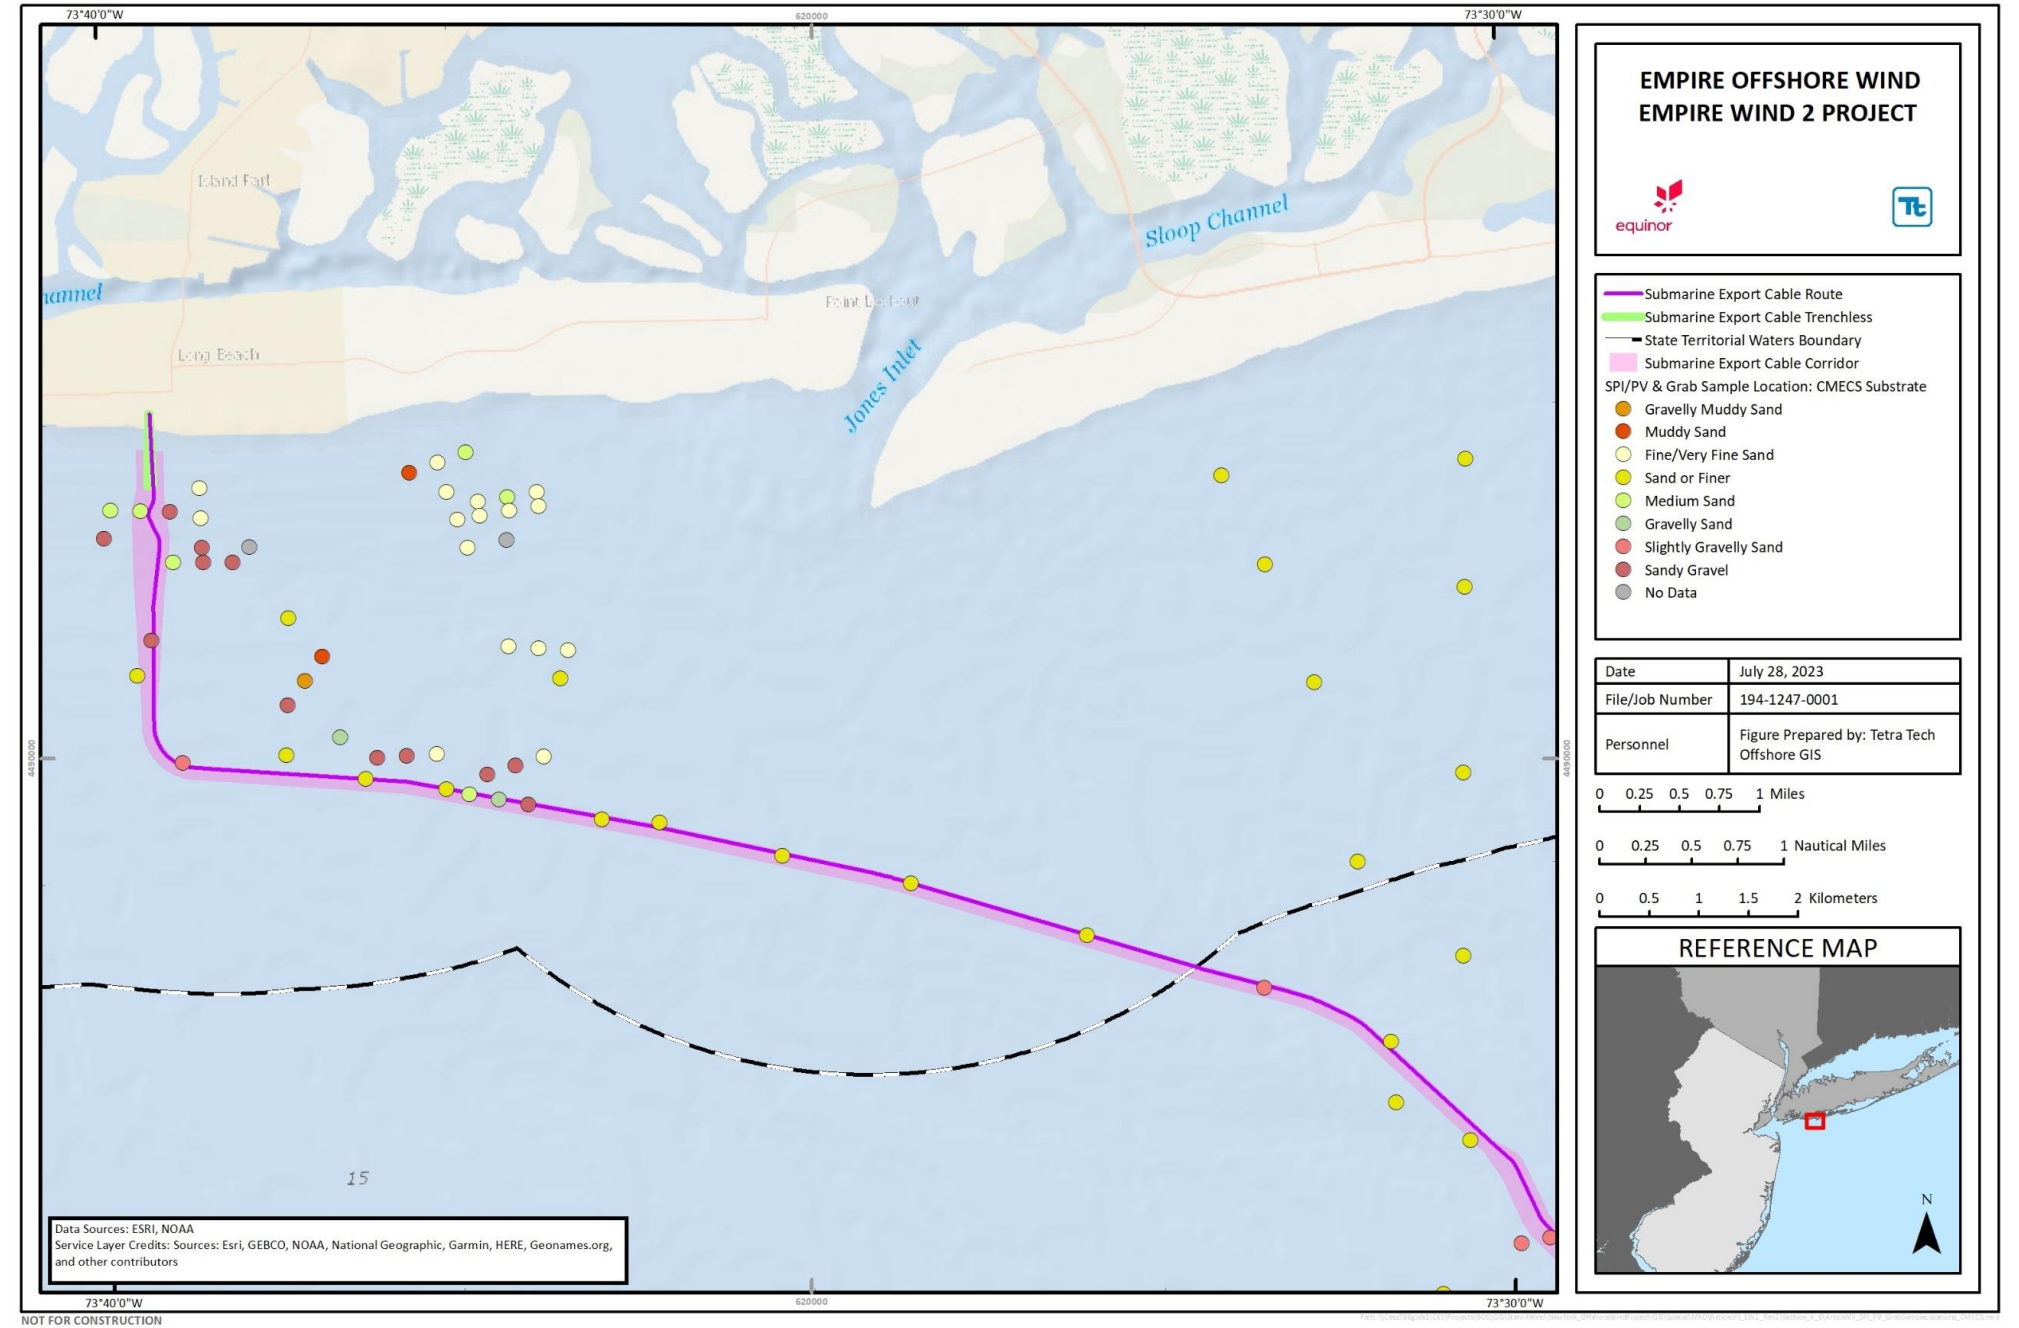 73°40'0"W
620000
73°30'0"W
Island Park
Sloop Channel
hannel
Point Lookout
Long Beach
Jones Inlet
4490000
4490000
15
Data Sources: ESRI, NOAA
Service Layer Credits: Sources: Esri, GEBCO, NOAA, National Geographic, Garmin, HERE, Geonames.org,
and other contributors
73°40'0"W
620000
73°30'0"W
NOT FOR CONSTRUCTION
EMPIRE OFFSHORE WIND
EMPIRE WIND 2 PROJECT
equinor
Tt
Submarine Export Cable Route
Submarine Export Cable Trenchless
State Territorial Waters Boundary
Submarine Export Cable Corridor
SPI/PV & Grab Sample Location: CMECS Substrate
Gravelly Muddy Sand
Muddy Sand
Fine/Very Fine Sand
Sand or Finer
Medium Sand
Gravelly Sand
Slightly Gravelly Sand
Sandy Gravel
No Data
Date July 28, 2023
File/Job Number 194-1247-0001
Personnel Figure Prepared by: Tetra Tech
Offshore GIS
0 0.25 0.5 0.75 1 Miles
0 0.25 0.5 0.75 1 Nautical Miles
0 0.5 1 1.5 2 Kilometers
REFERENCE MAP
N